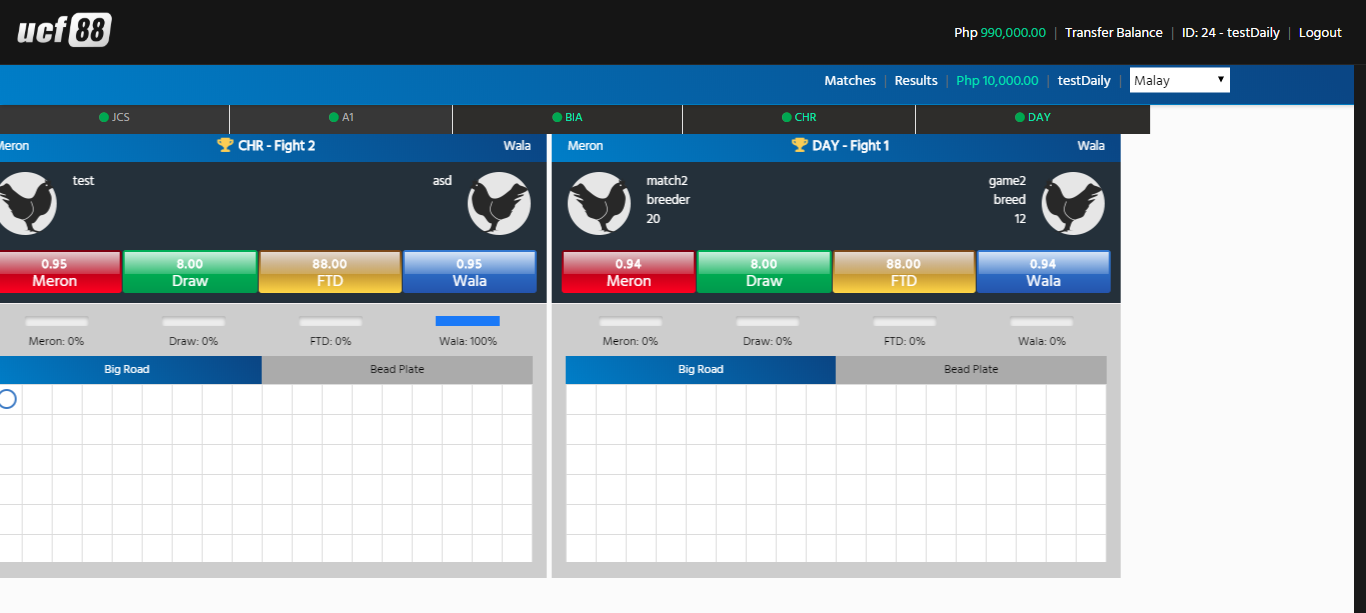 ucf 88
Php 990,000.00 | Transfer Balance | ID: 24 - testDaily | Logout
Matches | Results | Php 10,000.00 | testDaily | Malay
JCS A1 BIA CHR DAY
Meron CHR - Fight 2 Wala
test asd
0.95 8.00 88.00 0.95
Meron Draw FTD Wala
Meron: 0% Draw: 0% FTD: 0% Wala: 100%
Big Road Bead Plate
Meron DAY - Fight 1 Wala
match2 game2
breeder breed
20 12
0.94 8.00 88.00 0.94
Meron Draw FTD Wala
Meron: 0% Draw: 0% FTD: 0% Wala: 0%
Big Road Bead Plate